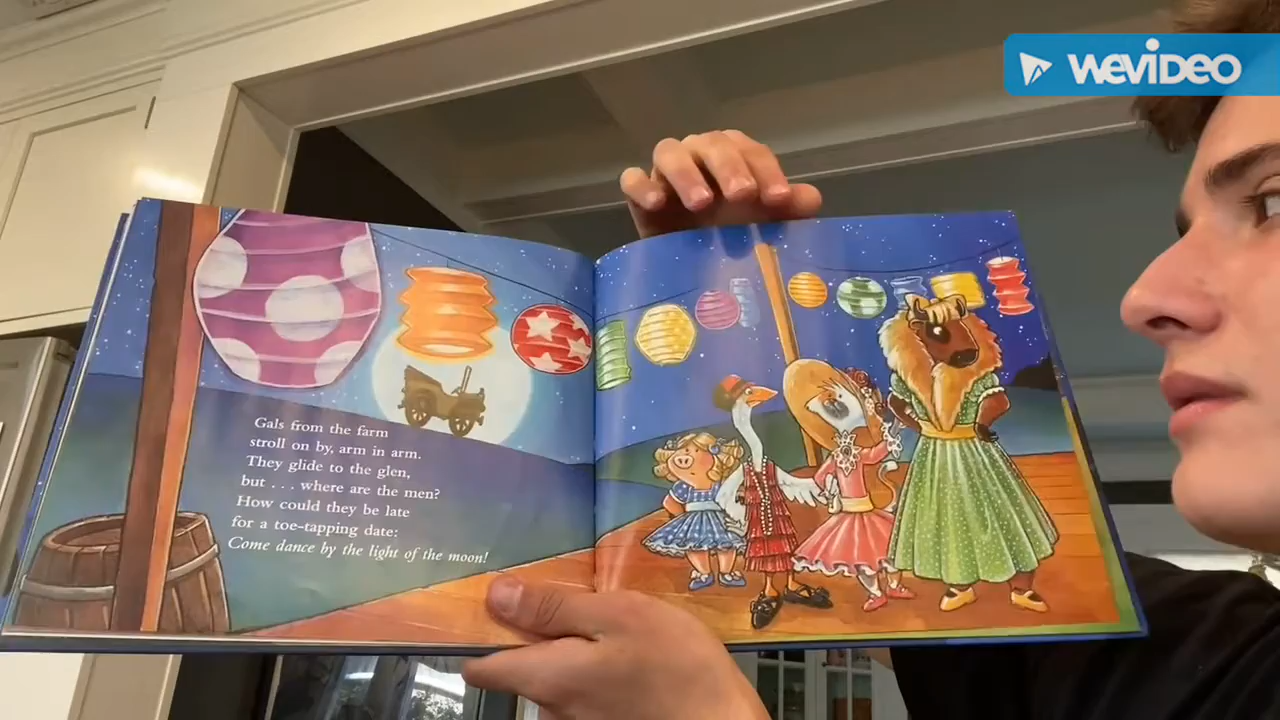 WEVIDEO
Gals from the farm
stroll on by, arm in arm.
They glide to the glen,
but . . . where are the men?
How could they be late
for a toe-tapping date:
Come dance by the light of the moon!